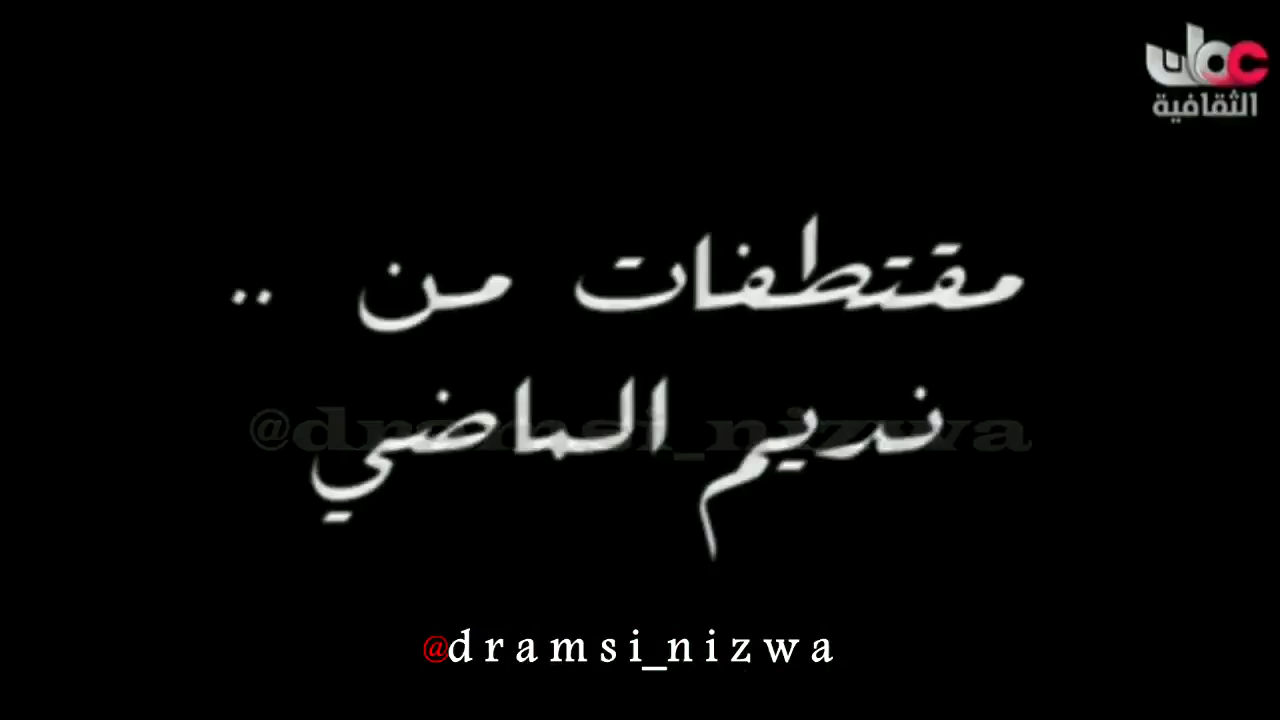 عمان
الثقافية
مقتطفات من ..
نديم الماضي
@dramsi_nizwa
@dramsi_nizwa